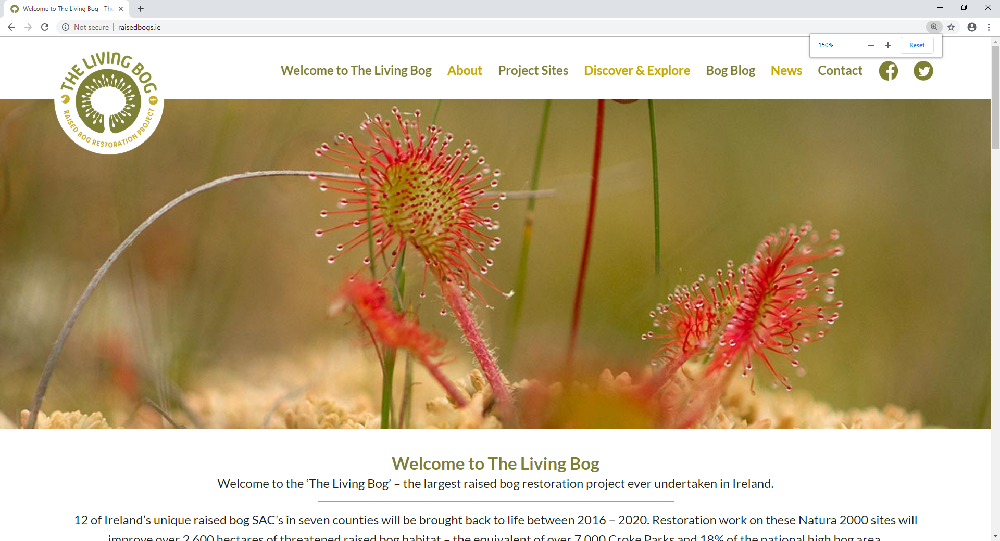 Welcome to The Living Bog - The
Not secure
raisedbogs.ie
150%
Reset
THE LIVING BOG
RAISED BOG RESTORATION PROJECT
Welcome to The Living Bog
About
Project Sites
Discover & Explore
Bog Blog
News
Contact
Welcome to The Living Bog
Welcome to the ‘The Living Bog’ – the largest raised bog restoration project ever undertaken in Ireland.
12 of Ireland’s unique raised bog SAC’s in seven counties will be brought back to life between 2016 – 2020. Restoration work on these Natura 2000 sites will
improve over 2,600 hectares of threatened raised bog habitat – the equivalent of over 7,000 Croke Parks and 18% of the national high bog area.